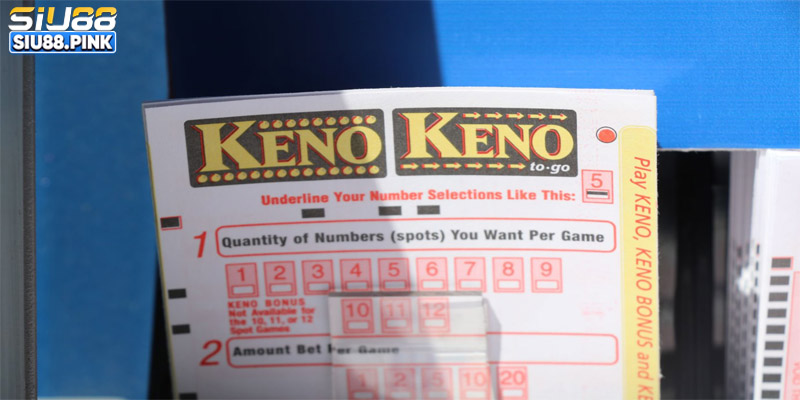 SiU88
SIU88.PINK
KENO KENO
to·go
Underline Your Number Selections Like This: 5
1 Quantity of Numbers (spots) You Want Per Game
1 2 3 4 5 6 7 8 9
KENO BONUS
Not Available for
the 10, 11, or 12
Spot Games
10 11 12
2 Amount Bet Per Game
1 2 5 10 20
Play KENO, KENO BONUS and